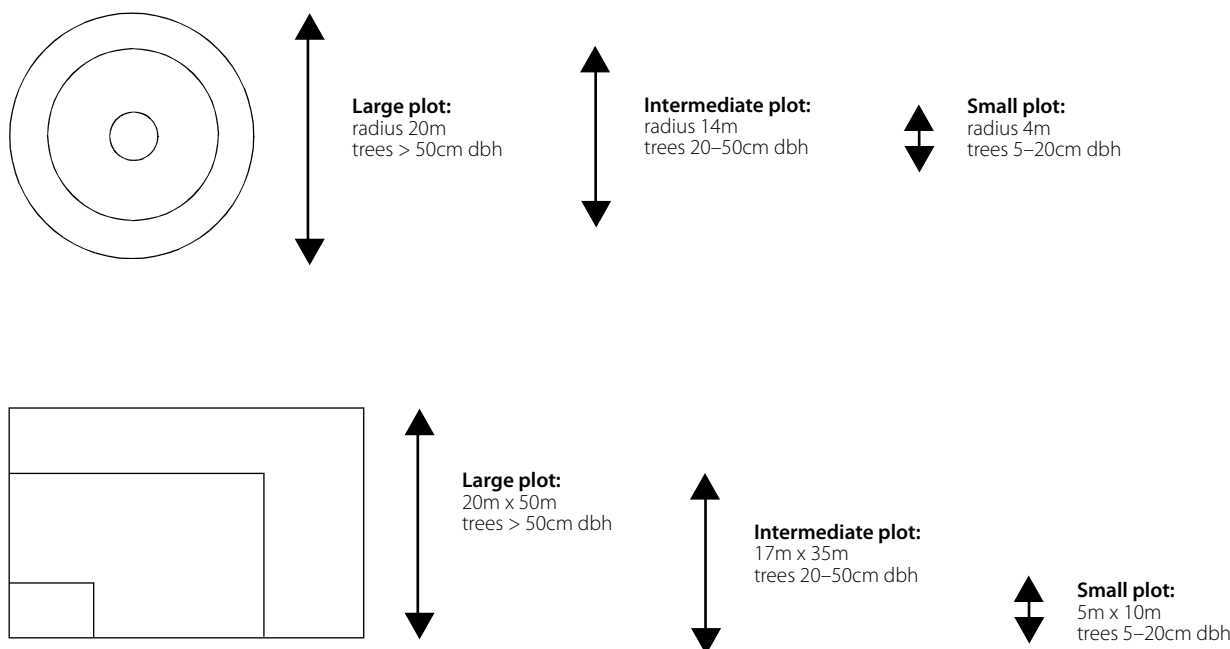 Large plot:
radius 20m
trees > 50cm dbh
Intermediate plot:
radius 14m
trees 20–50cm dbh
Small plot:
radius 4m
trees 5–20cm dbh
Large plot:
20m x 50m
trees > 50cm dbh
Intermediate plot:
17m x 35m
trees 20–50cm dbh
Small plot:
5m x 10m
trees 5–20cm dbh